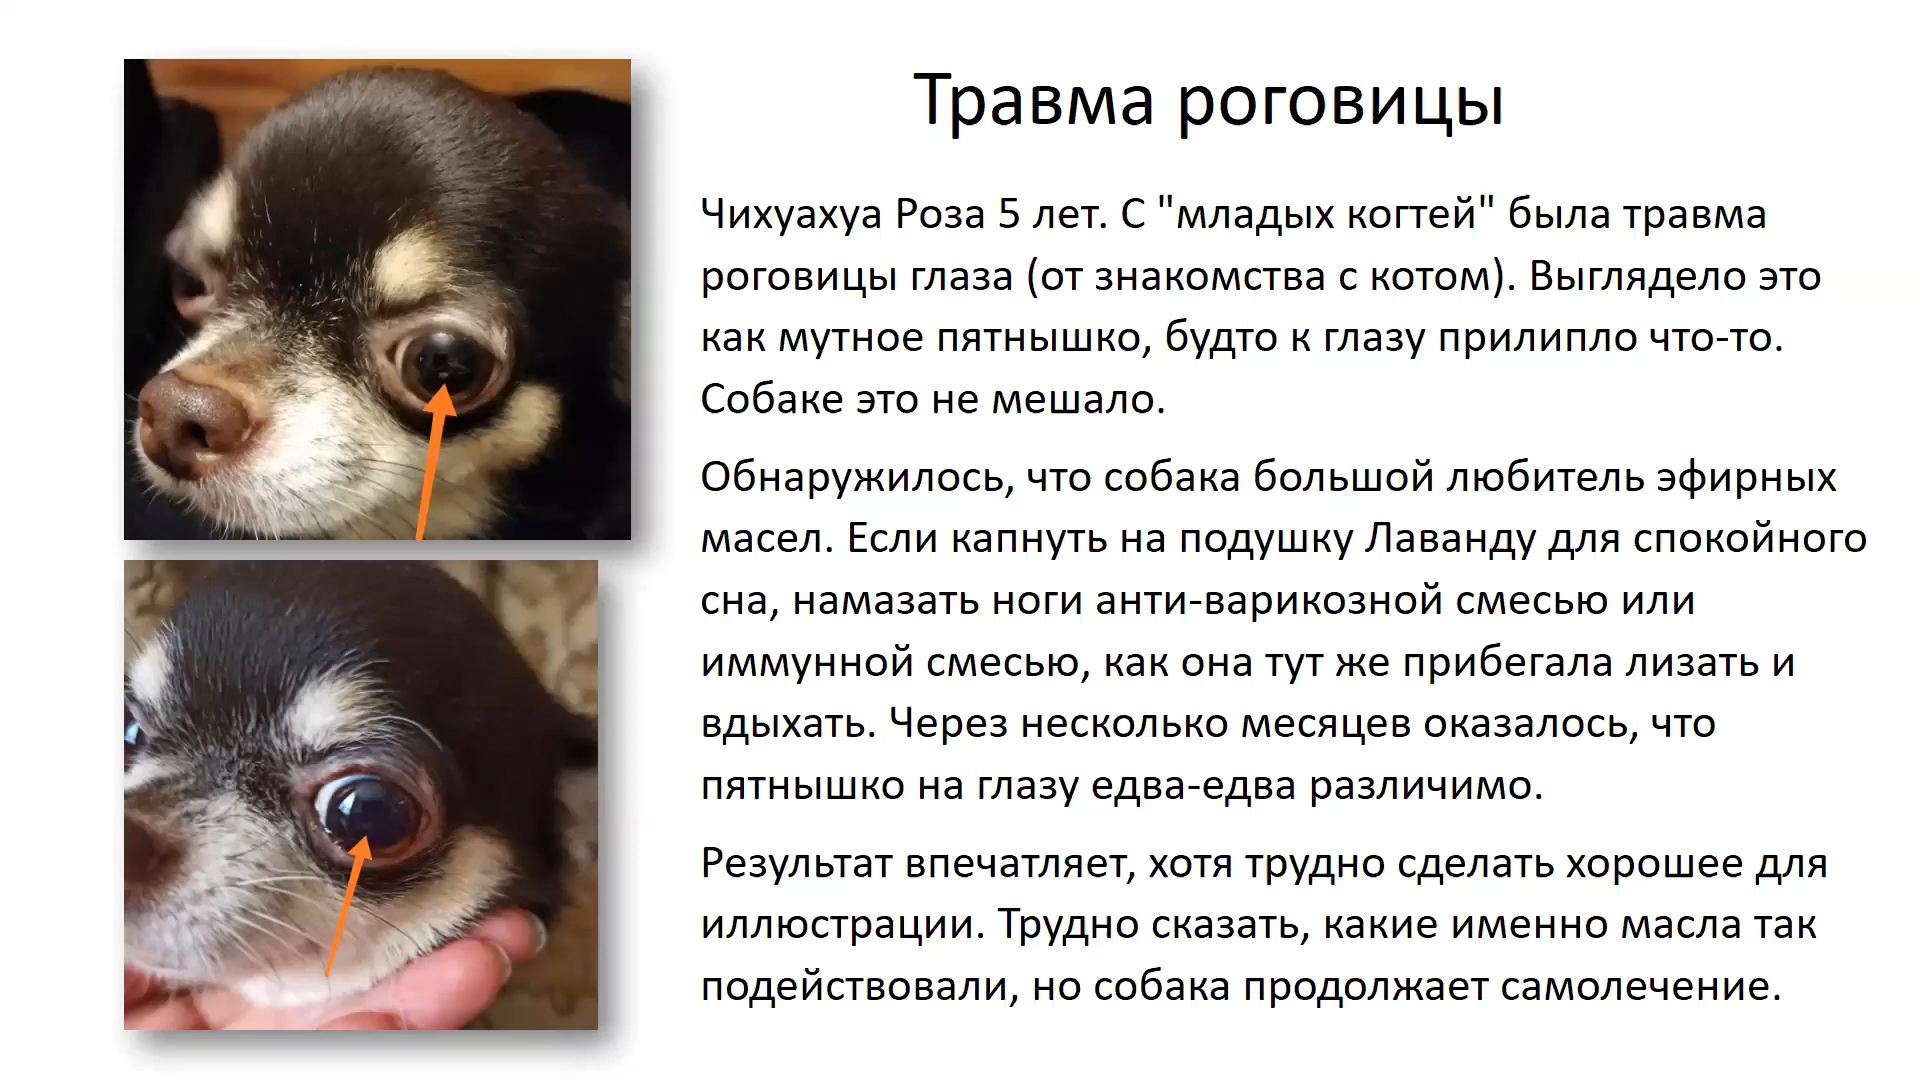 Травма роговицы
Чихуахуа Роза 5 лет. С "младых когтей" была травма
роговицы глаза (от знакомства с котом). Выглядело это
как мутное пятнышко, будто к глазу прилипло что-то.
Собаке это не мешало.
Обнаружилось, что собака большой любитель эфирных
масел. Если капнуть на подушку Лаванду для спокойного
сна, намазать ноги анти-варикозной смесью или
иммунной смесью, как она тут же прибегала лизать и
вдыхать. Через несколько месяцев оказалось, что
пятнышко на глазу едва-едва различимо.
Результат впечатляет, хотя трудно сделать хорошее для
иллюстрации. Трудно сказать, какие именно масла так
подействовали, но собака продолжает самолечение.